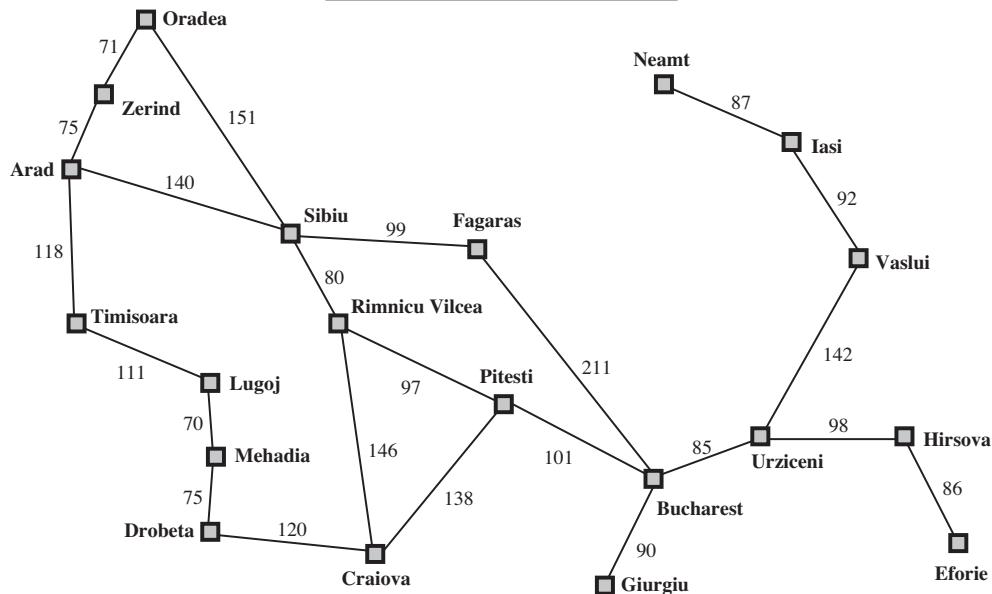 Oradea
71
Neamt
Zerind
87
151
75
Iasi
Arad
140
92
Sibiu
Fagaras
99
118
Vaslui
80
Timisoara
Rimnicu Vilcea
142
111
Pitesti
211
Lugoj
97
70
98
Hirsova
146
85
Mehadia
101
Urziceni
86
75
138
Bucharest
Drobeta
120
90
Craiova
Eforie
Giurgiu